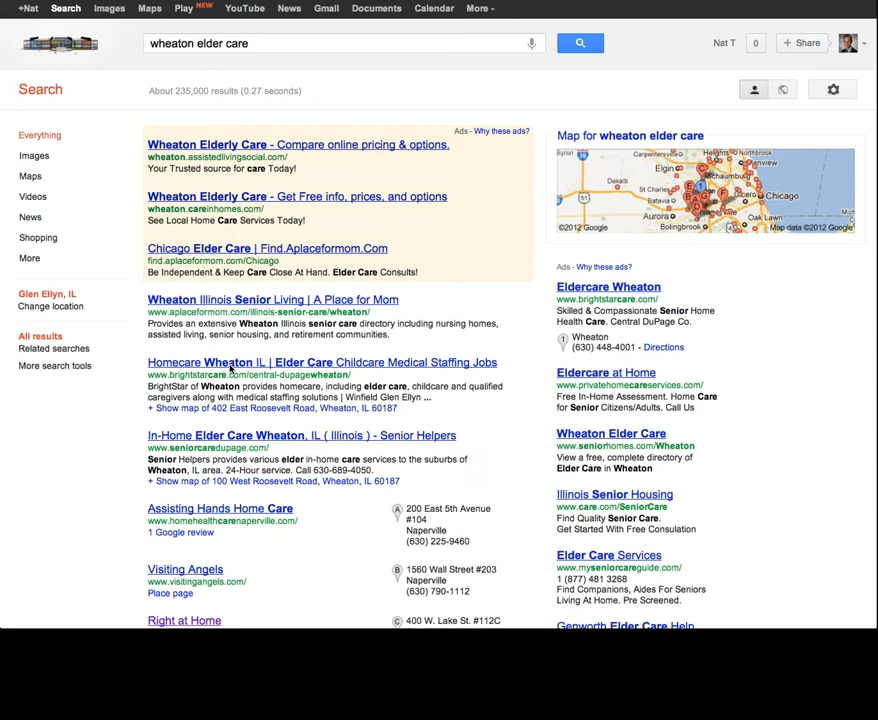 +Nat Search Images Maps Play NEW YouTube News Gmail Documents Calendar More -
wheaton elder care
Nat T 0 + Share
Search
About 235,000 results (0.27 seconds)
Everything
Images
Maps
Videos
News
Shopping
More
Glen Ellyn, IL
Change location
All results
Related searches
More search tools
Ads - Why these ads?
Wheaton Elderly Care - Compare online pricing & options.
wheaton.assistedlivingsocial.com/
Your Trusted source for care Today!
Wheaton Elderly Care - Get Free info, prices, and options
wheaton.careinhomes.com/
See Local Home Care Services Today!
Chicago Elder Care | Find.Aplaceformom.Com
find.aplaceformom.com/Chicago
Be Independent & Keep Care Close At Hand. Elder Care Consults!
Wheaton Illinois Senior Living | A Place for Mom
www.aplaceformom.com/illinois-senior-care/wheaton/
Provides an extensive Wheaton Illinois senior care directory including nursing homes,
assisted living, senior housing, and retirement communities.
Homecare Wheaton IL | Elder Care Childcare Medical Staffing Jobs
www.brightstarcare.com/central-dupagewheaton/
BrightStar of Wheaton provides homecare, including elder care, childcare and qualified
caregivers along with medical staffing solutions | Winfield Glen Ellyn ...
+ Show map of 402 East Roosevelt Road, Wheaton, IL 60187
In-Home Elder Care Wheaton, IL ( Illinois ) - Senior Helpers
www.seniorcaredupage.com/
Senior Helpers provides various elder in-home care services to the suburbs of
Wheaton, IL area. 24-Hour service. Call 630-689-4050.
+ Show map of 100 West Roosevelt Road, Wheaton, IL 60187
Assisting Hands Home Care
www.homehealthcarenaperville.com/
1 Google review
A 200 East 5th Avenue
#104
Naperville
(630) 225-9460
Visiting Angels
www.visitingangels.com/
Place page
B 1560 Wall Street #203
Naperville
(630) 790-1112
Right at Home
C 400 W. Lake St. #112C
Map for wheaton elder care
Byron
Carpentersville
Heights
Northbrook
Elgin
Schaumburg
Dekalb
St Charles
Cicero
Chicago
Batavia
Aurora
Oak Lawn
Bolingbrook
©2012 Google
Map data ©2012 Google
Ads - Why these ads?
Eldercare Wheaton
www.brightstarcare.com/
Skilled & Compassionate Senior Home
Health Care. Central DuPage Co.
1 Wheaton
(630) 448-4001 - Directions
Eldercare at Home
www.privatehomecareservices.com/
Free In-Home Assessment. Home Care
for Senior Citizens/Adults. Call Us
Wheaton Elder Care
www.seniorhomes.com/Wheaton
View a free, complete directory of
Elder Care in Wheaton
Illinois Senior Housing
www.care.com/SeniorCare
Find Quality Senior Care.
Get Started With Free Consultation
Elder Care Services
www.myseniorcareguide.com/
1 (877) 481 3268
Find Companions, Aides For Seniors
Living At Home. Pre Screened.
Genworth Elder Care Help